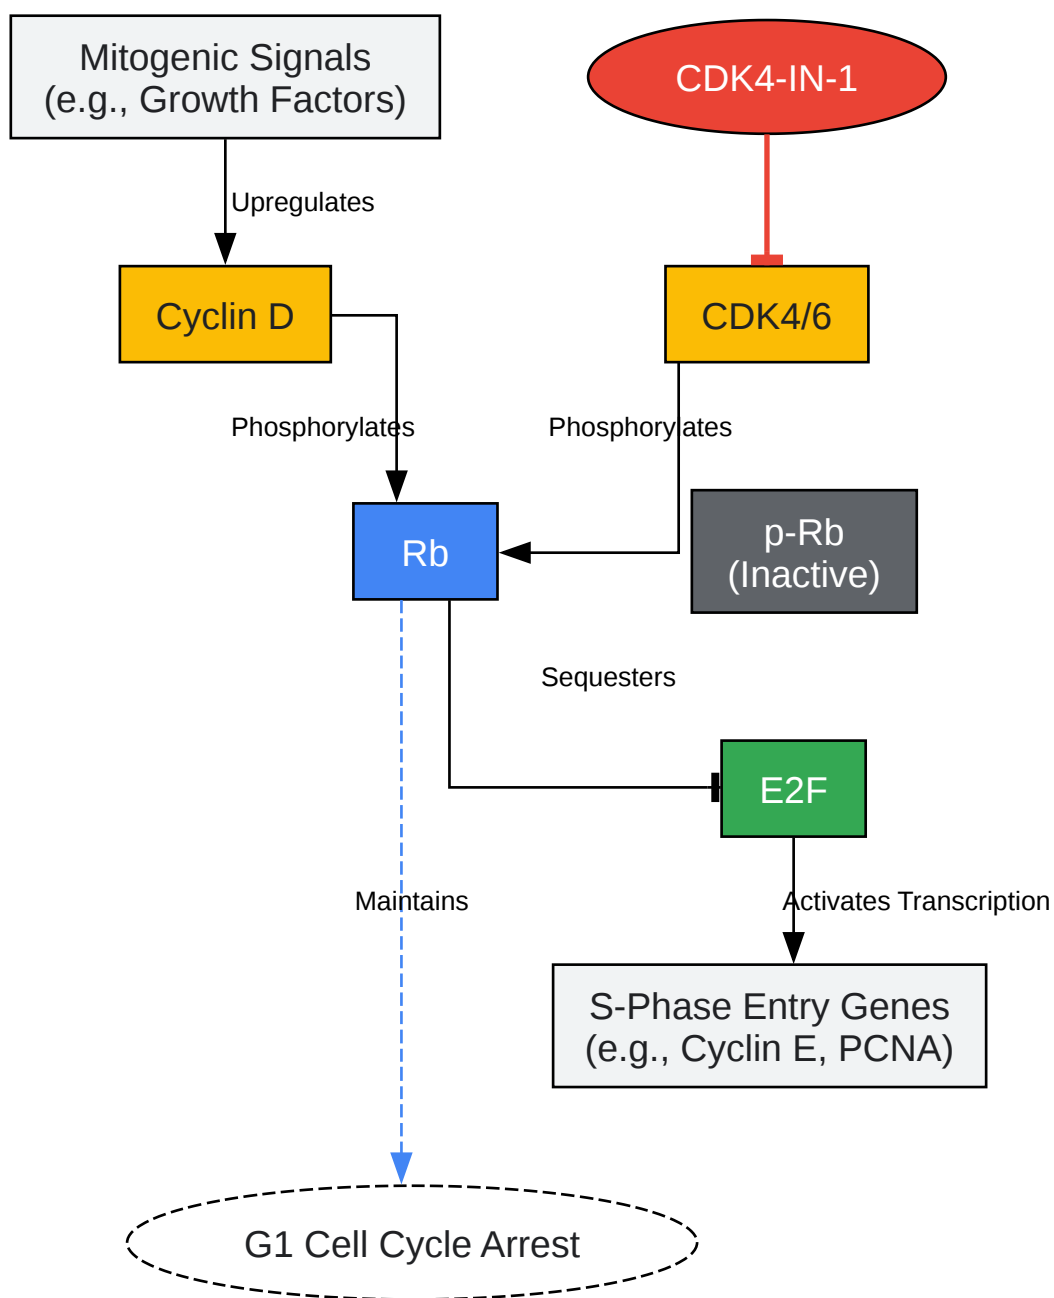 Mitogenic Signals
(e.g., Growth Factors)
CDK4-IN-1
Upregulates
Cyclin D
CDK4/6
Phosphorylates
Phosphorylates
Rb
p-Rb
(Inactive)
Sequesters
E2F
Maintains
Activates Transcription
S-Phase Entry Genes
(e.g., Cyclin E, PCNA)
G1 Cell Cycle Arrest